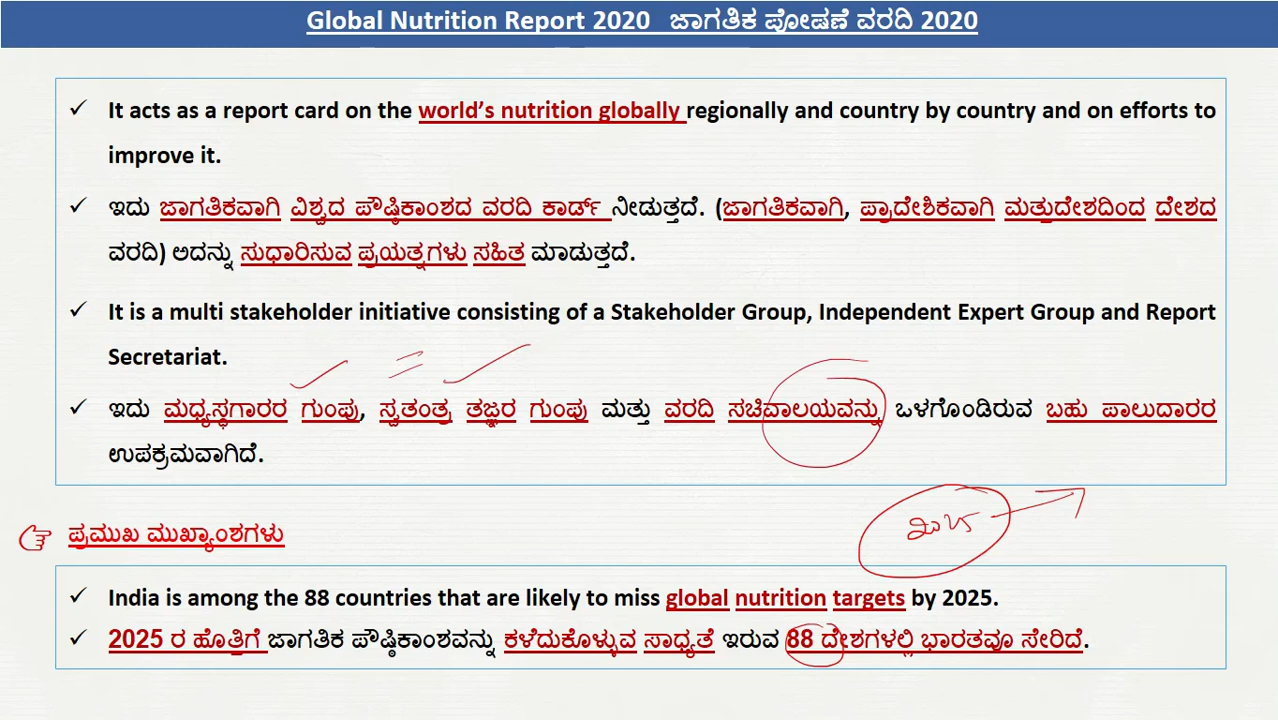 Global Nutrition Report 2020 ಜಾಗತಿಕ ಪೋಷಣೆ ವರದಿ 2020
✓ It acts as a report card on the world's nutrition globally regionally and country by country and on efforts to
improve it.
✓ ಇದು ಜಾಗತಿಕವಾಗಿ ವಿಶ್ವದ ಪೌಷ್ಠಿಕಾಂಶದ ವರದಿ ಕಾರ್ಡ್ ನೀಡುತ್ತದೆ. (ಜಾಗತಿಕವಾಗಿ, ಪ್ರಾದೇಶಿಕವಾಗಿ ಮತ್ತುದೇಶದಿಂದ ದೇಶದ
ವರದಿ) ಅದನ್ನು ಸುಧಾರಿಸುವ ಪ್ರಯತ್ನಗಳು ಸಹಿತ ಮಾಡುತ್ತದೆ.
✓ It is a multi stakeholder initiative consisting of a Stakeholder Group, Independent Expert Group and Report
Secretariat.
✓ ಇದು ಮಧ್ಯಸ್ಥಗಾರರ ಗುಂಪು, ಸ್ವತಂತ್ರ ತಜ್ಞರ ಗುಂಪು ಮತ್ತು ವರದಿ ಸಚಿವಾಲಯವನ್ನು ಒಳಗೊಂಡಿರುವ ಬಹು ಪಾಲುದಾರರ
ಉಪಕ್ರಮವಾಗಿದೆ.
ಪ್ರಮುಖ ಮುಖ್ಯಾಂಶಗಳು
✓ India is among the 88 countries that are likely to miss global nutrition targets by 2025.
✓ 2025 ರ ಹೊತ್ತಿಗೆ ಜಾಗತಿಕ ಪೌಷ್ಠಿಕಾಂಶವನ್ನು ಕಳೆದುಕೊಳ್ಳುವ ಸಾಧ್ಯತೆ ಇರುವ 88 ದೇಶಗಳಲ್ಲಿ ಭಾರತವೂ ಸೇರಿದೆ.